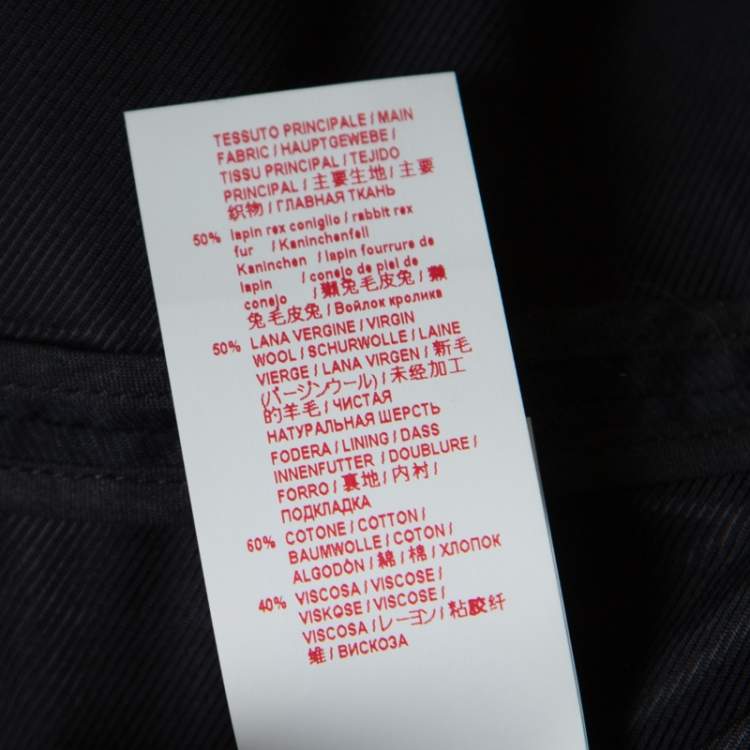 TESSUTO PRINCIPALE / MAIN
FABRIC / HAUPTGEWEBE /
TISSU PRINCIPAL / TEJIDO
PRINCIPAL / 主要生地 / 主要
织物 / ГЛАВНАЯ ТКАНЬ
50% lapin rex coniglio / rabbit rex
fur / Kaninchenfell
Kaninchen / lapin fourrure de
lapin / conejo de piel de
conejo / 獺兔毛皮兔 / 獺
兔毛皮兔 / Войлок кролика
50% LANA VERGINE / VIRGIN
WOOL / SCHURWOLLE / LAINE
VIERGE / LANA VIRGEN / 新毛
(バージンウール) / 未经加工
的羊毛 / ЧИСТАЯ
НАТУРАЛЬНАЯ ШЕРСТЬ
FODERA / LINING / DASS
INNENFUTTER / DOUBLURE /
FORRO / 裏地 / 内衬 /
ПОДКЛАДКА
60% COTONE / COTTON /
BAUMWOLLE / COTON /
ALGODÒN / 綿 / 棉 / ХЛОПОК
40% VISCOSA / VISCOSE /
VISKOSE / VISCOSE /
VISCOSA / レーヨン / 粘胶纤
维 / ВИСКОЗА